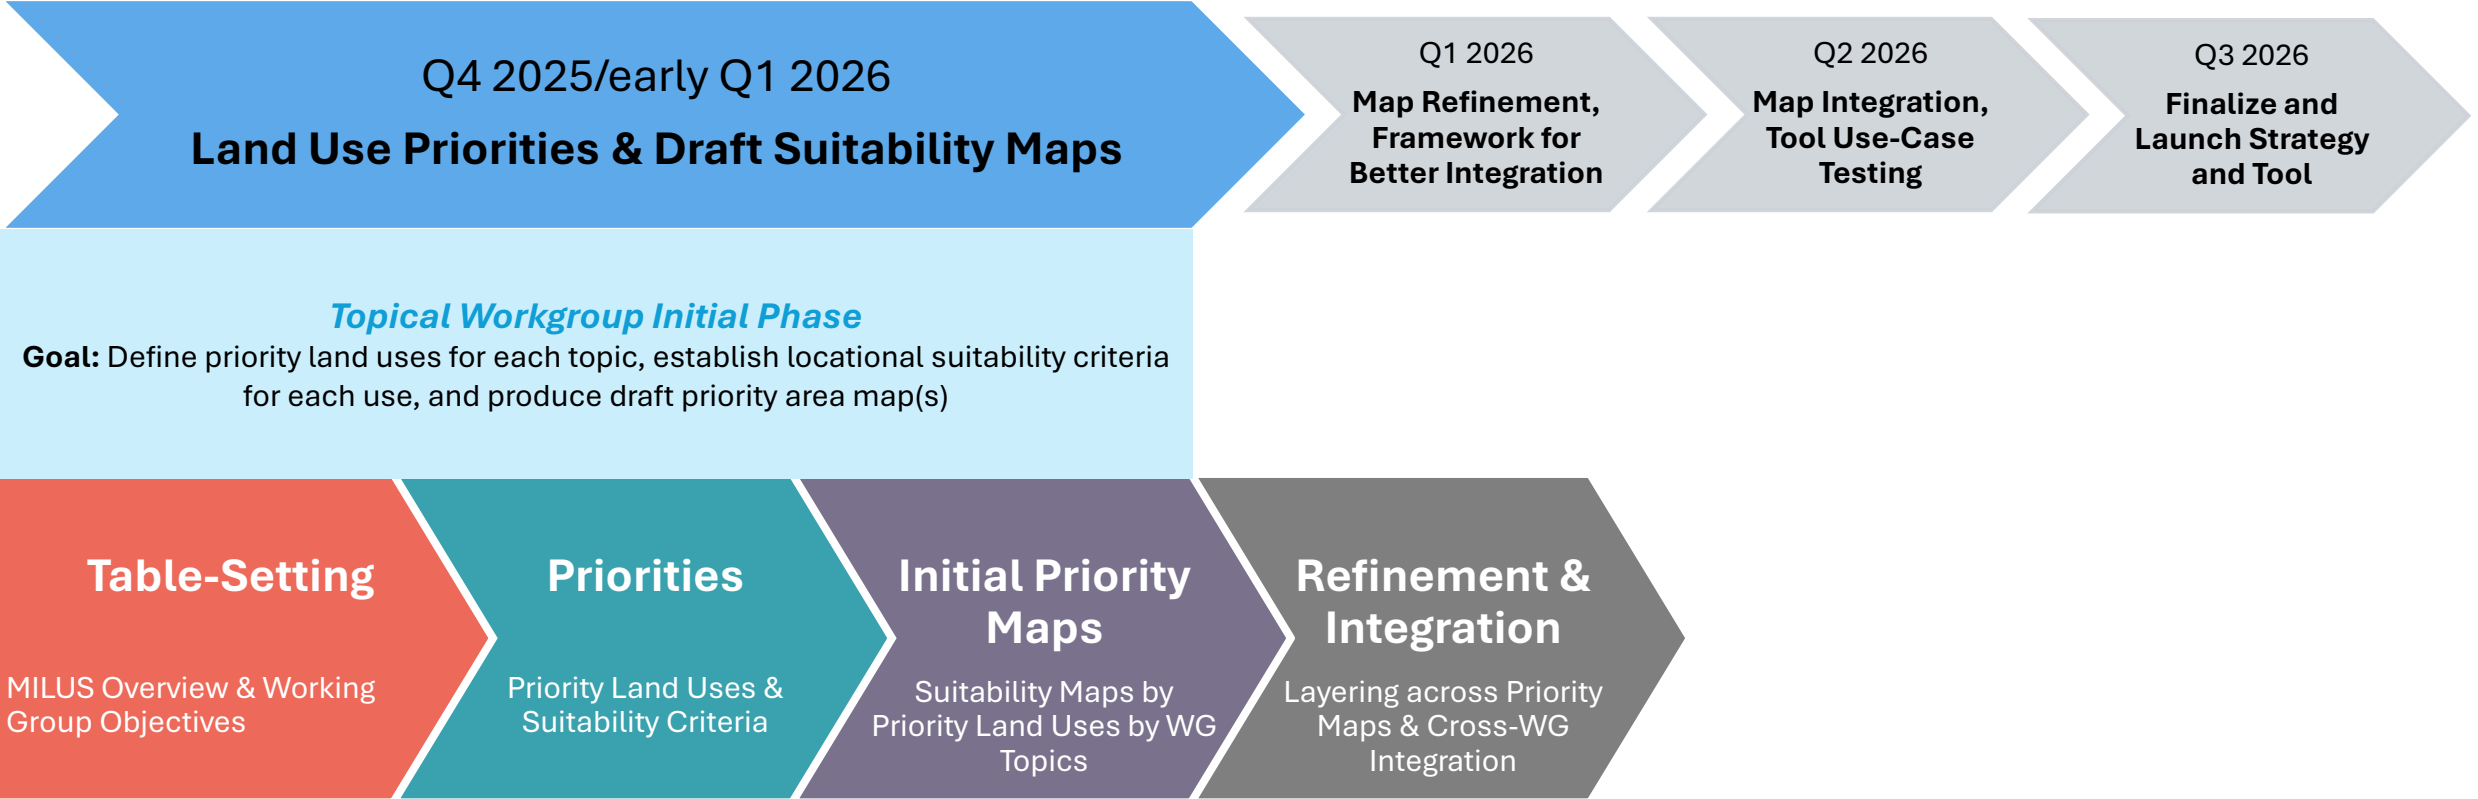 Q4 2025/early Q1 2026
Land Use Priorities & Draft Suitability Maps
Q1 2026
Map Refinement,
Framework for
Better Integration
Q2 2026
Map Integration,
Tool Use-Case
Testing
Q3 2026
Finalize and
Launch Strategy
and Tool
Topical Workgroup Initial Phase
Goal: Define priority land uses for each topic, establish locational suitability criteria
for each use, and produce draft priority area map(s)
Table-Setting
MILUS Overview & Working
Group Objectives
Priorities
Priority Land Uses &
Suitability Criteria
Initial Priority
Maps
Suitability Maps by
Priority Land Uses by WG
Topics
Refinement &
Integration
Layering across Priority
Maps & Cross-WG
Integration